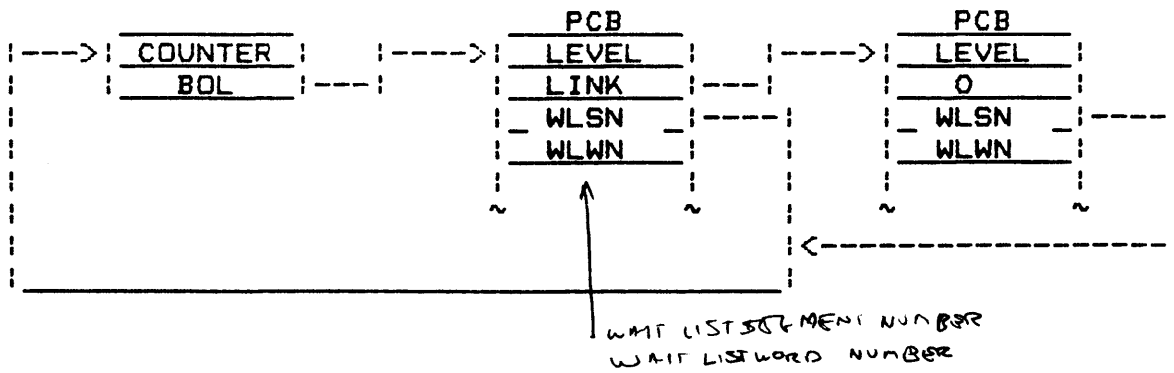 PCB PCB
COUNTER LEVEL LEVEL
BOL LINK 0
WLSN WLSN
WLWN WLWN
WAIT LIST SEGMENT NUMBER
WAIT LIST WORD NUMBER